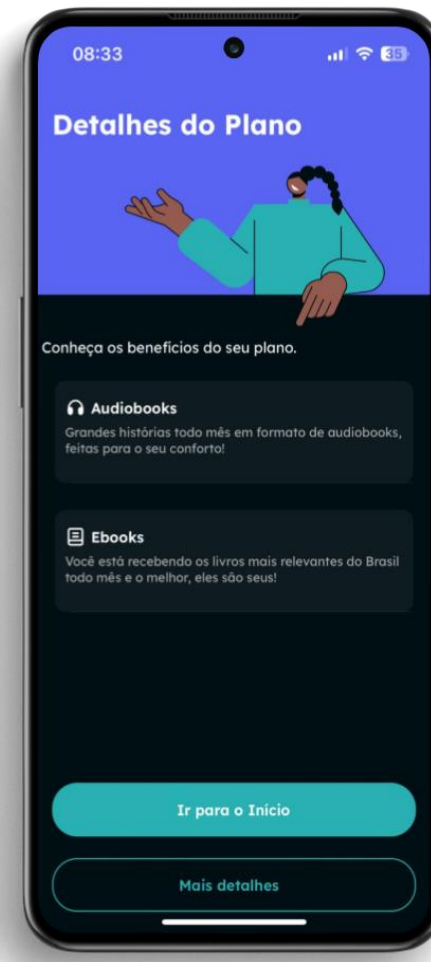 08:33
35
Detalhes do Plano
Conheça os benefícios do seu plano.
Audiobooks
Grandes histórias todo mês em formato de audiobooks,
feitas para o seu conforto!
Ebooks
Você está recebendo os livros mais relevantes do Brasil
todo mês e o melhor, eles são seus!
Ir para o Início
Mais detalhes